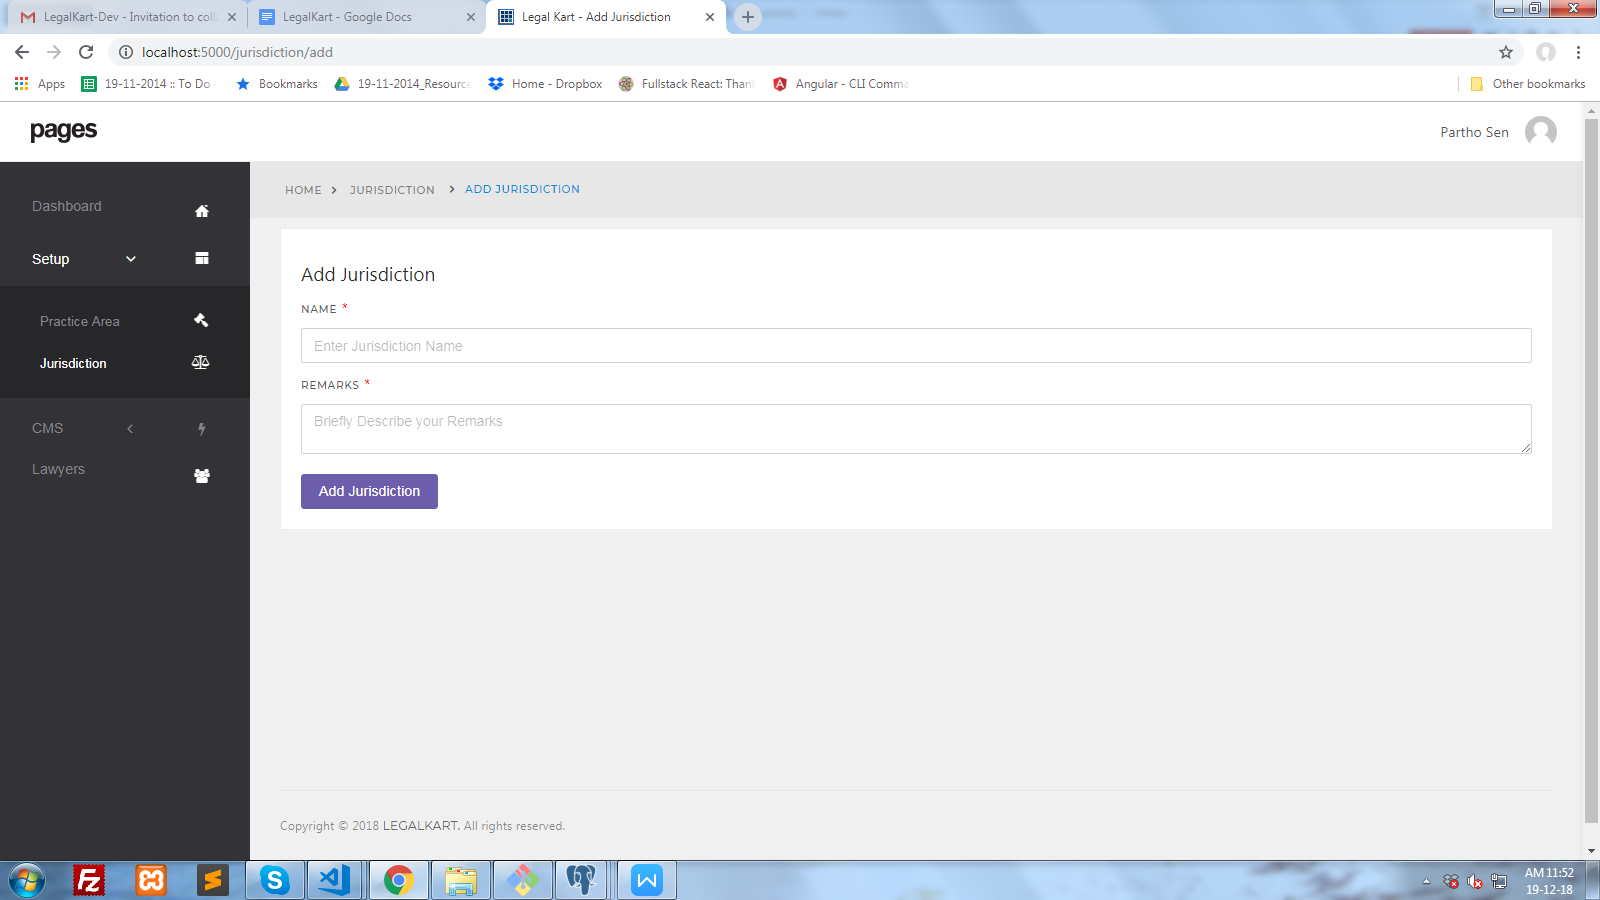 LegalKart-Dev - Invitation to coll
LegalKart - Google Docs
Legal Kart - Add Jurisdiction
localhost:5000/jurisdiction/add
Apps
19-11-2014 :: To Do -
Bookmarks
19-11-2014_Resource
Home - Dropbox
Fullstack React: Thank
Angular - CLI Comma
Other bookmarks
pages
Partho Sen
Dashboard
Setup
Practice Area
Jurisdiction
CMS
Lawyers
HOME
JURISDICTION
ADD JURISDICTION
Add Jurisdiction
NAME *
Enter Jurisdiction Name
REMARKS *
Briefly Describe your Remarks
Add Jurisdiction
Copyright © 2018 LEGALKART. All rights reserved.
AM 11:52
19-12-18